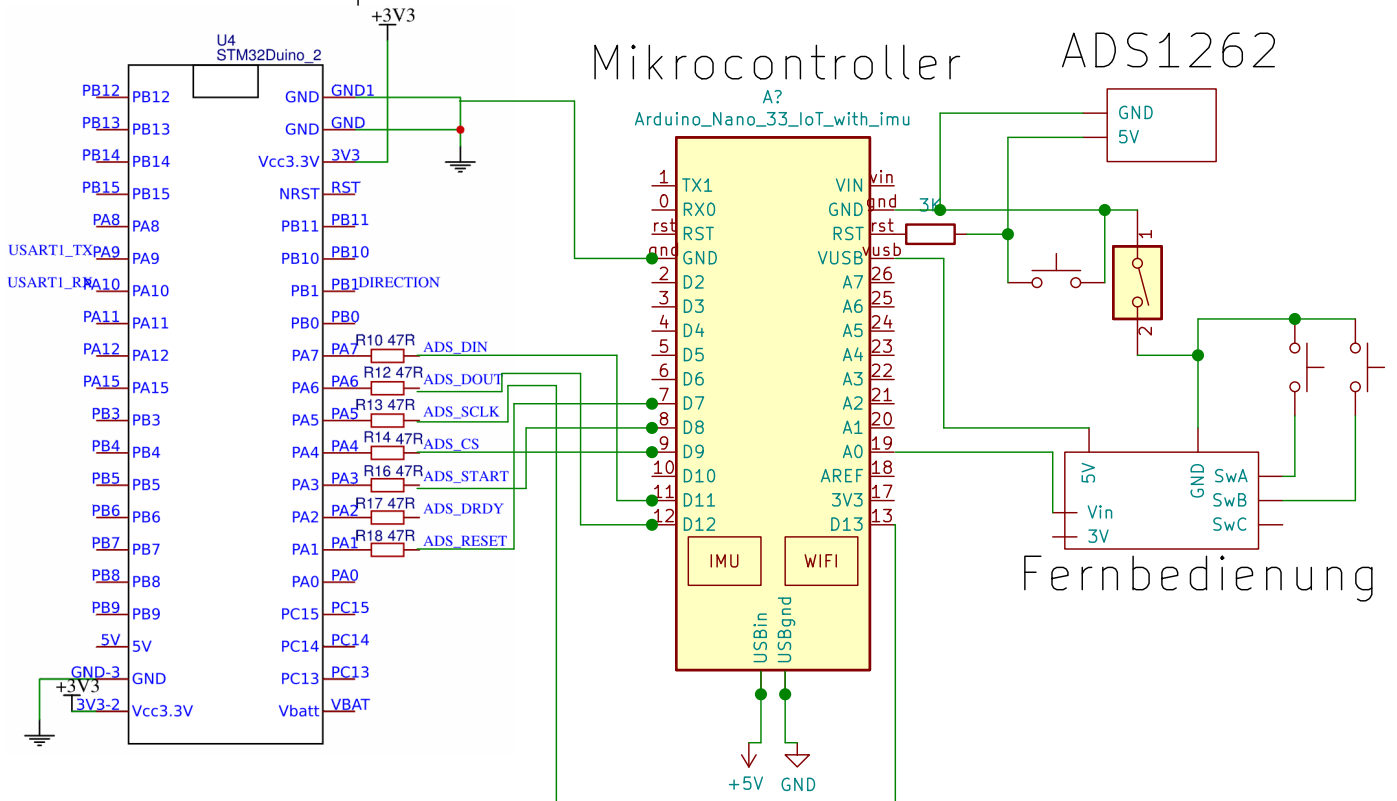 +3V3
U4
STM32Duino_2
PB12 PB12 GND GND1
PB13 PB13 GND GND
PB14 PB14 Vcc3.3V 3V3
PB15 PB15 NRST RST
PA8 PA8 PB11 PB11
USART1_TX PA9 PA9 PB10 PB10
USART1_RX PA10 PA10 PB1 PB1 DIRECTION
PA11 PA11 PB0 PB0
PA12 PA12 PA7 PA7 R10 47R ADS_DIN
PA15 PA15 PA6 PA6 R12 47R ADS_DOUT
PB3 PB3 PA5 PA5 R13 47R ADS_SCLK
PB4 PB4 PA4 PA4 R14 47R ADS_CS
PB5 PB5 PA3 PA3 R16 47R ADS_START
PB6 PB6 PA2 PA2 R17 47R ADS_DRDY
PB7 PB7 PA1 PA1 R18 47R ADS_RESET
PB8 PB8 PA0 PA0
PB9 PB9 PC15 PC15
5V 5V PC14 PC14
GND-3 GND PC13 PC13
+3V3
3V3-2 Vcc3.3V Vbatt VBAT
Mikrocontroller
A?
Arduino_Nano_33_IoT_with_imu
1 TX1 VIN vin
0 RX0 GND gnd
rst RST RST rst
gnd GND VUSB vusb
2 D2 A7 26
3 D3 A6 25
4 D4 A5 24
5 D5 A4 23
6 D6 A3 22
7 D7 A2 21
8 D8 A1 20
9 D9 A0 19
10 D10 AREF 18
11 D11 3V3 17
12 D12 D13 13
IMU WIFI
USBin USBgnd
+5V GND
3K
ADS1262
GND
5V
1
2
5V GND SwA
Vin SwB
3V SwC
Fernbedienung